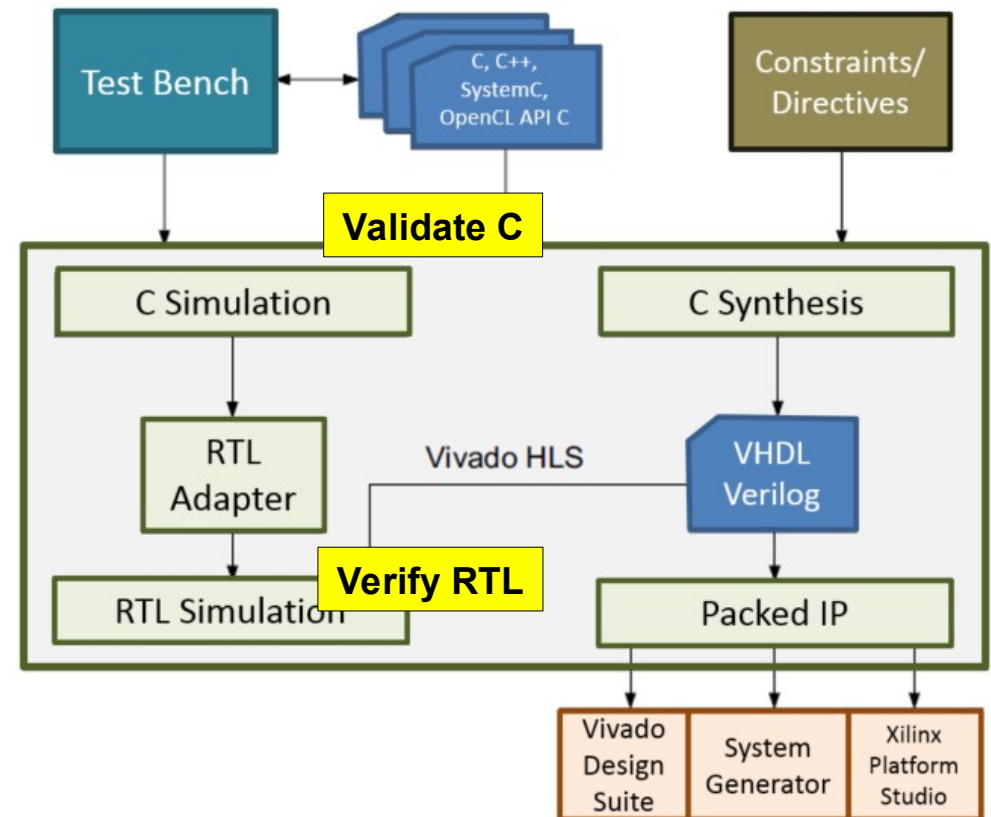 Test Bench
C, C++,
SystemC,
OpenCL API C
Constraints/
Directives
Validate C
C Simulation
C Synthesis
RTL
Adapter
Vivado HLS
VHDL
Verilog
Verify RTL
RTL Simulation
Packed IP
Vivado
Design
Suite
System
Generator
Xilinx
Platform
Studio